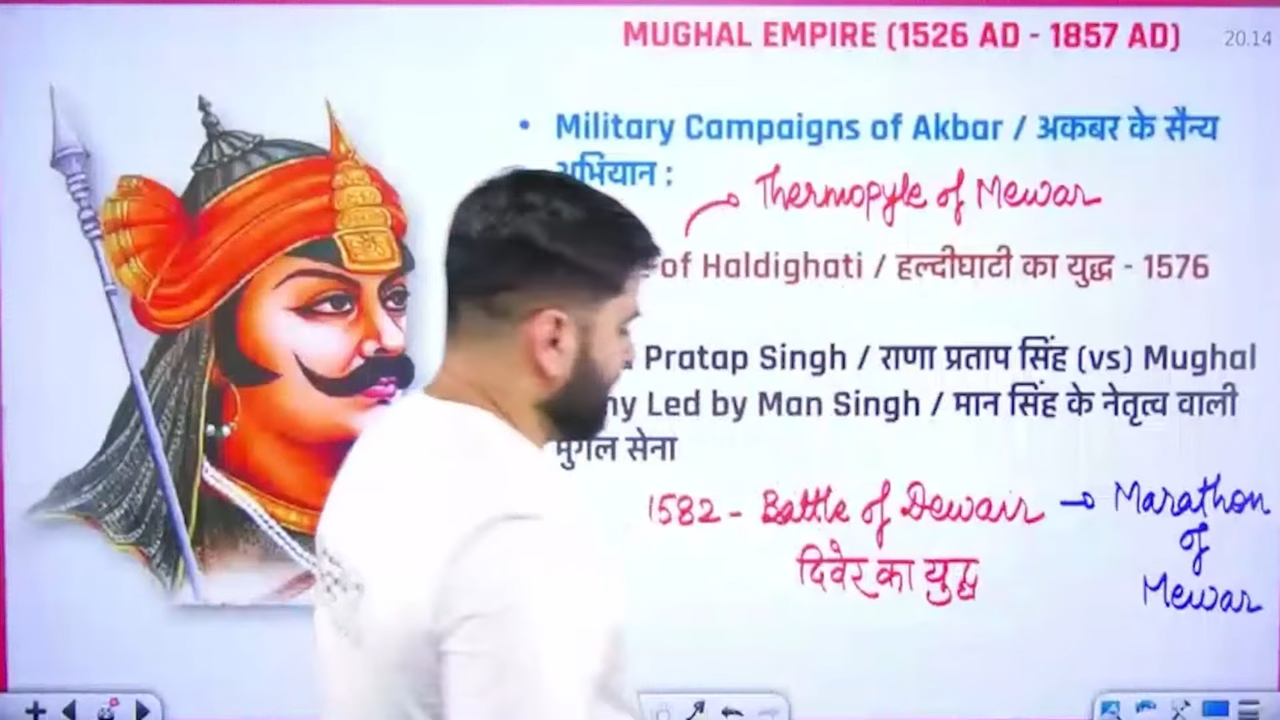 MUGHAL EMPIRE (1526 AD - 1857 AD)
20.14
• Military Campaigns of Akbar / अकबर के सैन्य
अभियान :
Thermopyle of Mewar
of Haldighati / हल्दीघाटी का युद्ध - 1576
Pratap Singh / राणा प्रताप सिंह (vs) Mughal
Led by Man Singh / मान सिंह के नेतृत्व वाली
मुगल सेना
1582 - Battle of Dewair → Marathon
of
Mewar
दिवेर का युद्ध